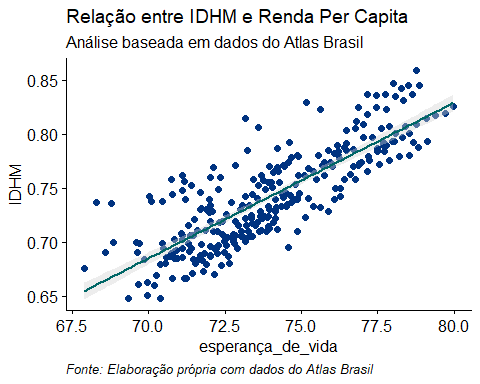 Relação entre IDHM e Renda Per Capita
Análise baseada em dados do Atlas Brasil
IDHM
0.85
0.80
0.75
0.70
0.65
67.5 70.0 72.5 75.0 77.5 80.0
esperança_de_vida
Fonte: Elaboração própria com dados do Atlas Brasil